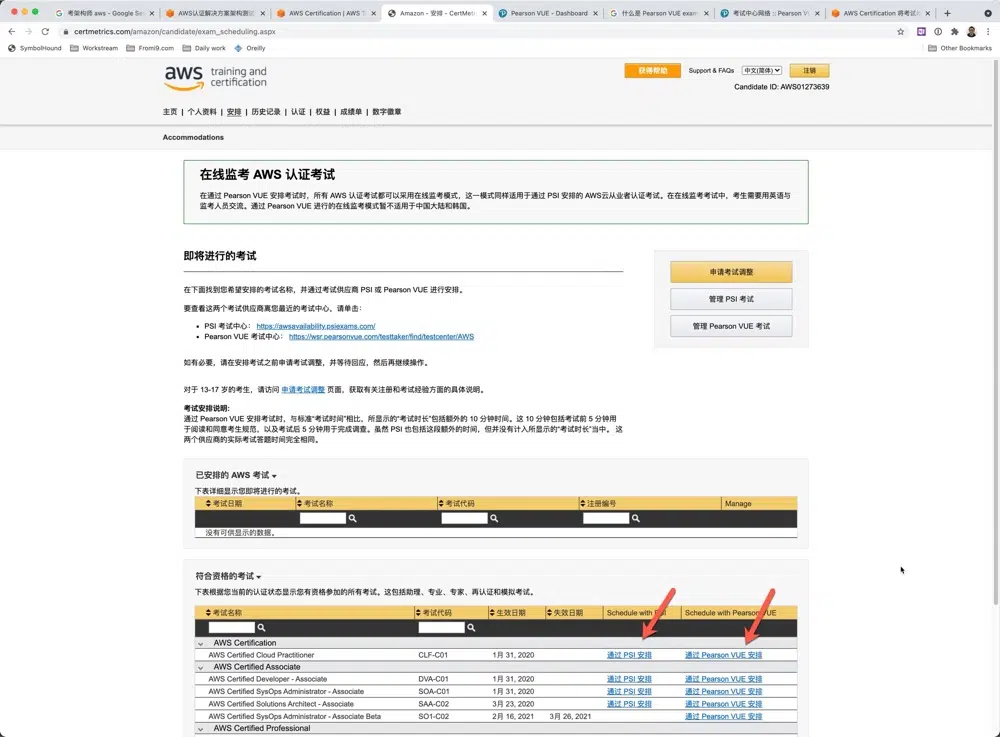 考架构师 aws - Google Se
AWS认证解决方案架构
AWS Certification | AWS
Amazon - 安排 - CertMet
Pearson VUE - Dashboard
什么是 Pearson VUE exam
考试中心网络 :: Pearson V
AWS Certification 将考试
certmetrics.com/amazon/candidate/exam_scheduling.aspx
SymbolHound
Workstream
From9.com
Daily work
Oreilly
Other Bookmarks
aws training and certification
获得帮助
Support & FAQs
中文(简体)
注销
Candidate ID: AWS01273639
主页 | 个人资料 | 安排 | 历史记录 | 认证 | 权益 | 成绩单 | 数字徽章
Accommodations
在线监考 AWS 认证考试
在通过 Pearson VUE 安排考试时，所有 AWS 认证考试都可以采用在线监考模式，这一模式同样适用于通过 PSI 安排的 AWS云从业者认证考试。在在线监考考试中，考生需要用英语与
监考人员交流。通过 Pearson VUE 进行的在线监考模式暂不适用于中国大陆和韩国。
即将进行的考试
在下面找到您希望安排的考试名称，并通过考试供应商 PSI 或 Pearson VUE 进行安排。
要查看这两个考试供应商离您最近的考试中心，请单击：
• PSI 考试中心： https://awsavailability.psiexams.com/
• Pearson VUE 考试中心： https://wsr.pearsonvue.com/testtaker/find/testcenter/AWS
如有必要，请在安排考试之前申请考试调整，并等待回应，然后再继续操作。
对于 13-17 岁的考生，请访问 申请考试调整 页面，获取有关注册和考试经验方面的具体说明。
考试安排说明:
通过 Pearson VUE 安排考试时，与标准“考试时间”相比，所显示的“考试时长”包括额外的 10 分钟时间。这 10 分钟包括考试前 5 分钟用
于阅读和同意考生规范，以及考试后 5 分钟用于完成调查。虽然 PSI 也包括这段额外的时间，但并没有计入所显示的“考试时长”当中。 这
两个供应商的实际考试答题时间完全相同。
申请考试调整
管理 PSI 考试
管理 Pearson VUE 考试
已安排的 AWS 考试
下表详细显示您即将进行的考试。
考试日期 考试名称 考试代码 注册编号 Manage
没有可供显示的数据。
符合资格的考试
下表根据您当前的认证状态显示您有资格参加的所有考试。这包括助理、专业、专家、再认证和模拟考试。
考试名称 考试代码 生效日期 失效日期 Schedule with Schedule with Pearson VUE
AWS Certification
AWS Certified Cloud Practitioner CLF-C01 1月 31, 2020 通过 PSI 安排 通过 Pearson VUE 安排
AWS Certified Associate
AWS Certified Developer - Associate DVA-C01 1月 31, 2020 通过 PSI 安排 通过 Pearson VUE 安排
AWS Certified SysOps Administrator - Associate SOA-C01 1月 31, 2020 通过 PSI 安排 通过 Pearson VUE 安排
AWS Certified Solutions Architect - Associate SAA-C02 3月 23, 2020 通过 PSI 安排 通过 Pearson VUE 安排
AWS Certified SysOps Administrator - Associate Beta SO1-C02 2月 16, 2021 3月 26, 2021 通过 Pearson VUE 安排
AWS Certified Professional